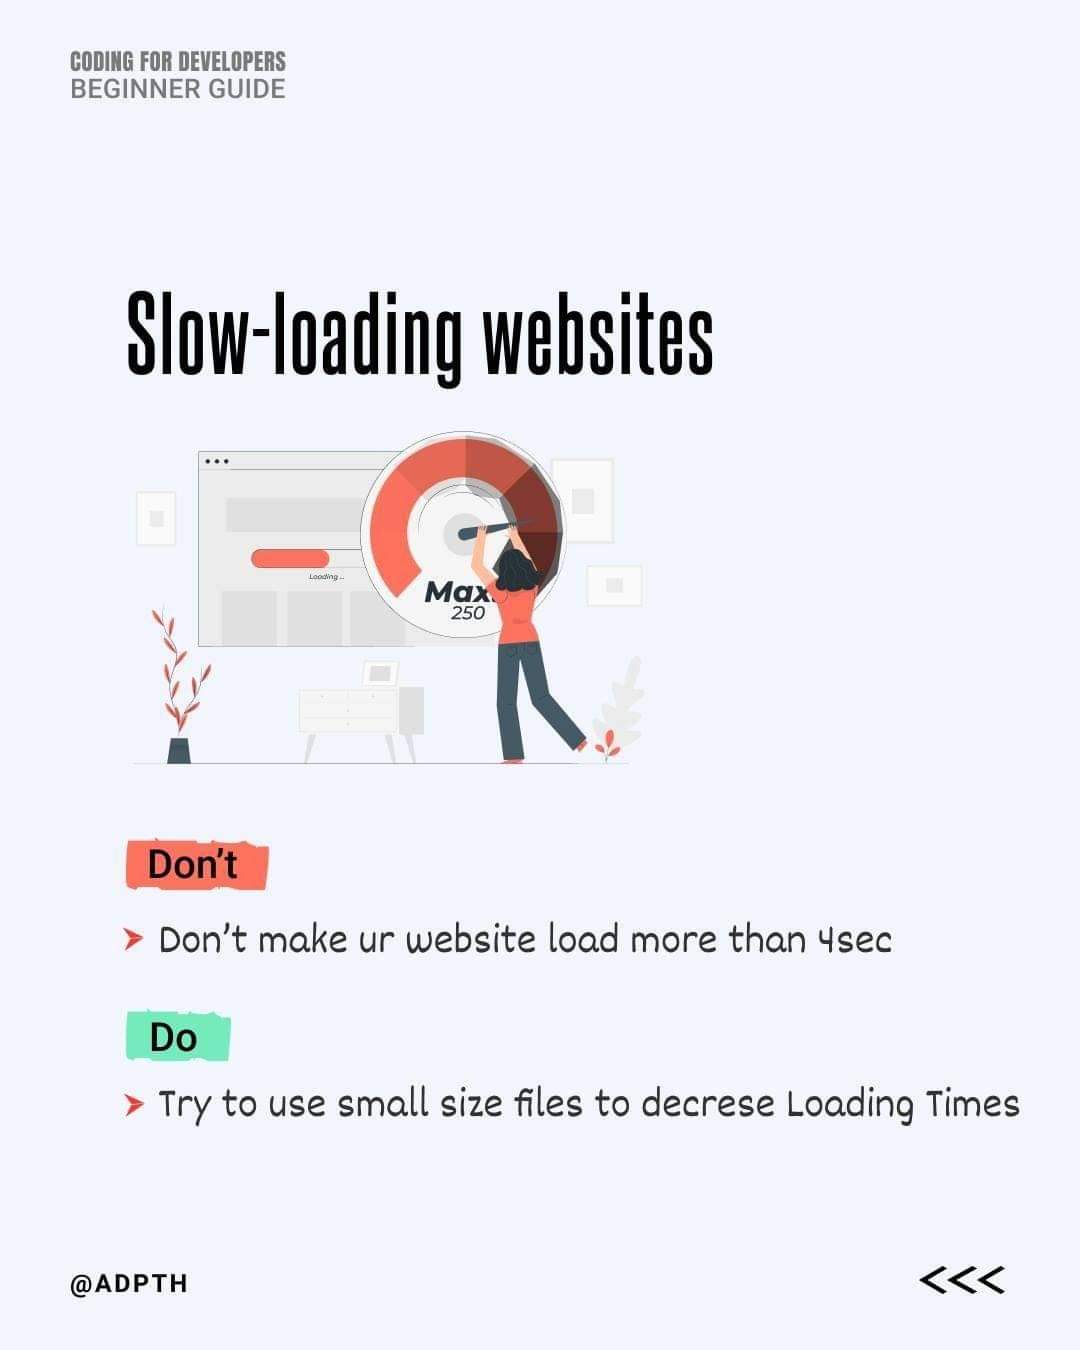 CODING FOR DEVELOPERS
BEGINNER GUIDE
Slow-loading websites
Loading ...
Max.
250
Don't
Don't make ur website load more than 4sec
Do
Try to use small size files to decrese Loading Times
@ADPTH